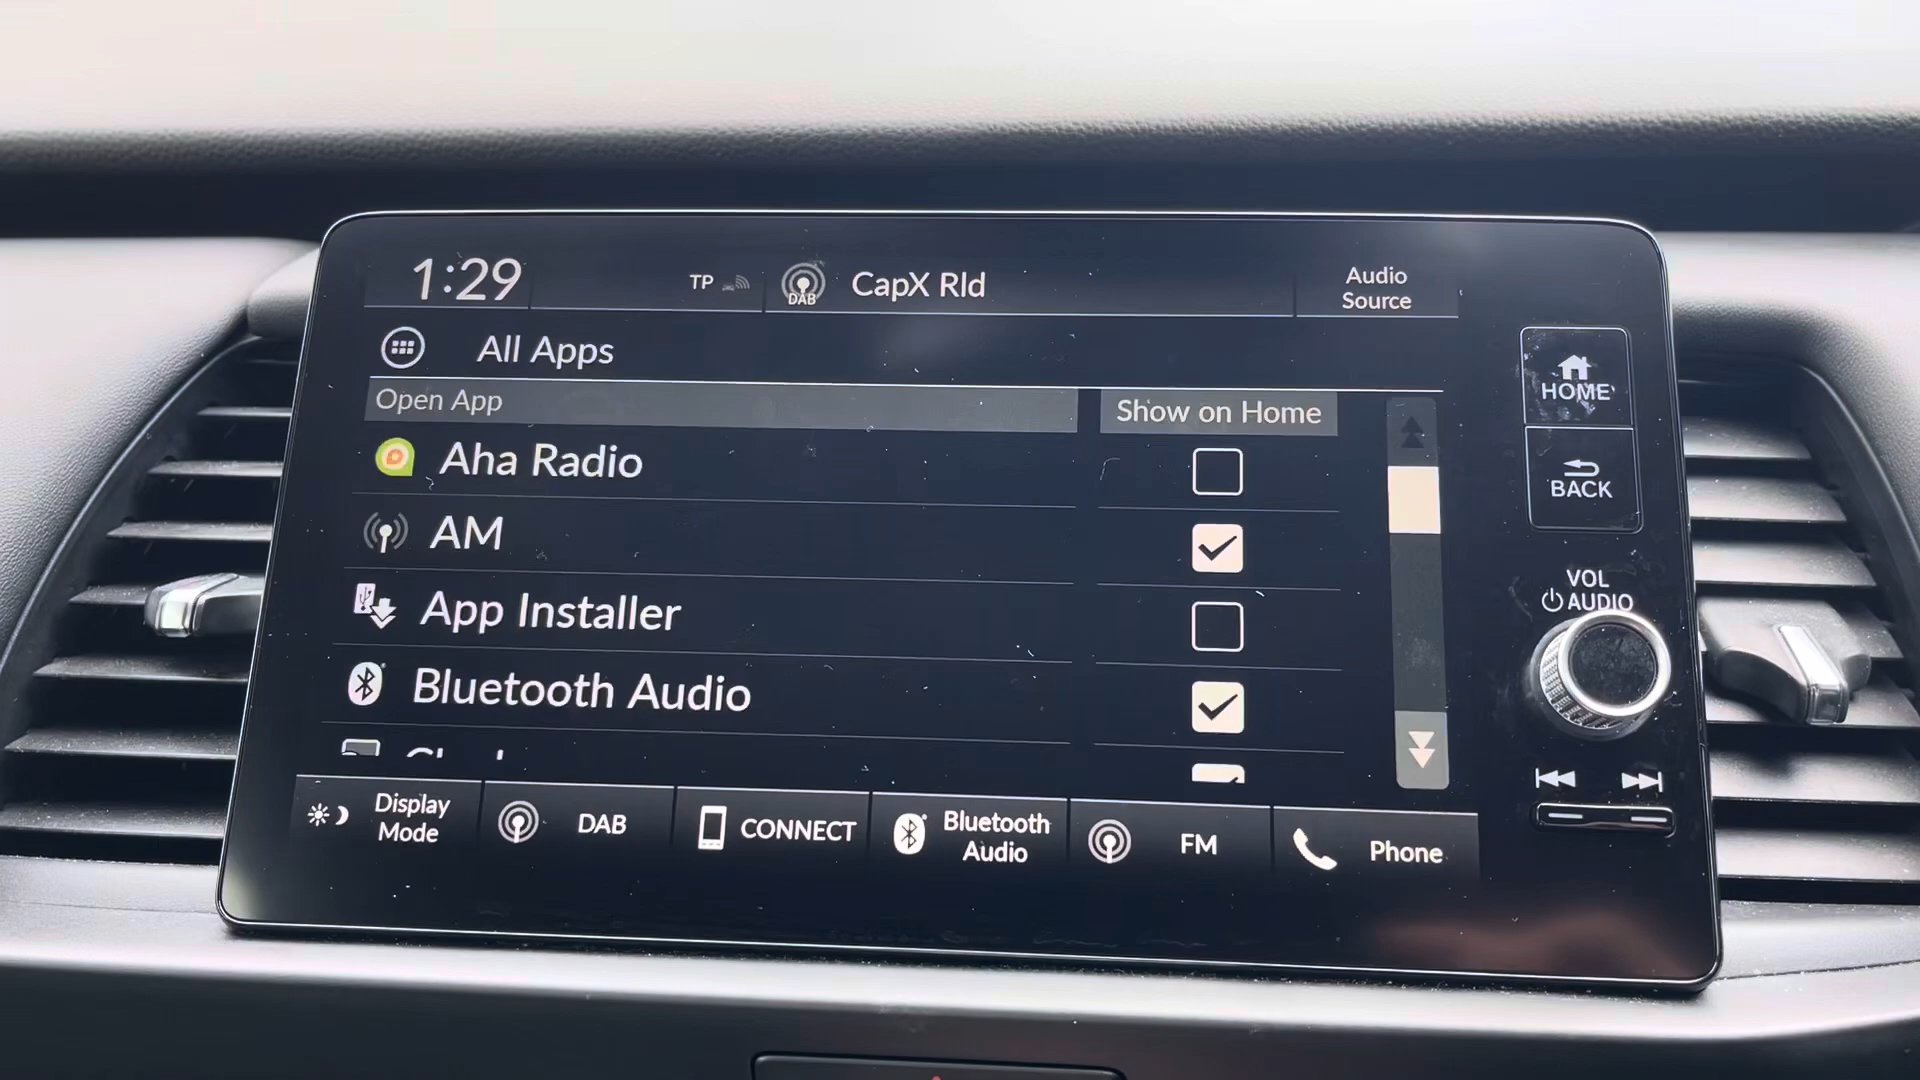 1:29
TP
DAB
CapX Rld
Audio
Source
All Apps
Open App
Show on Home
Aha Radio
AM
App Installer
Bluetooth Audio
HOME
BACK
VOL
AUDIO
Display
Mode
DAB
CONNECT
Bluetooth
Audio
FM
Phone